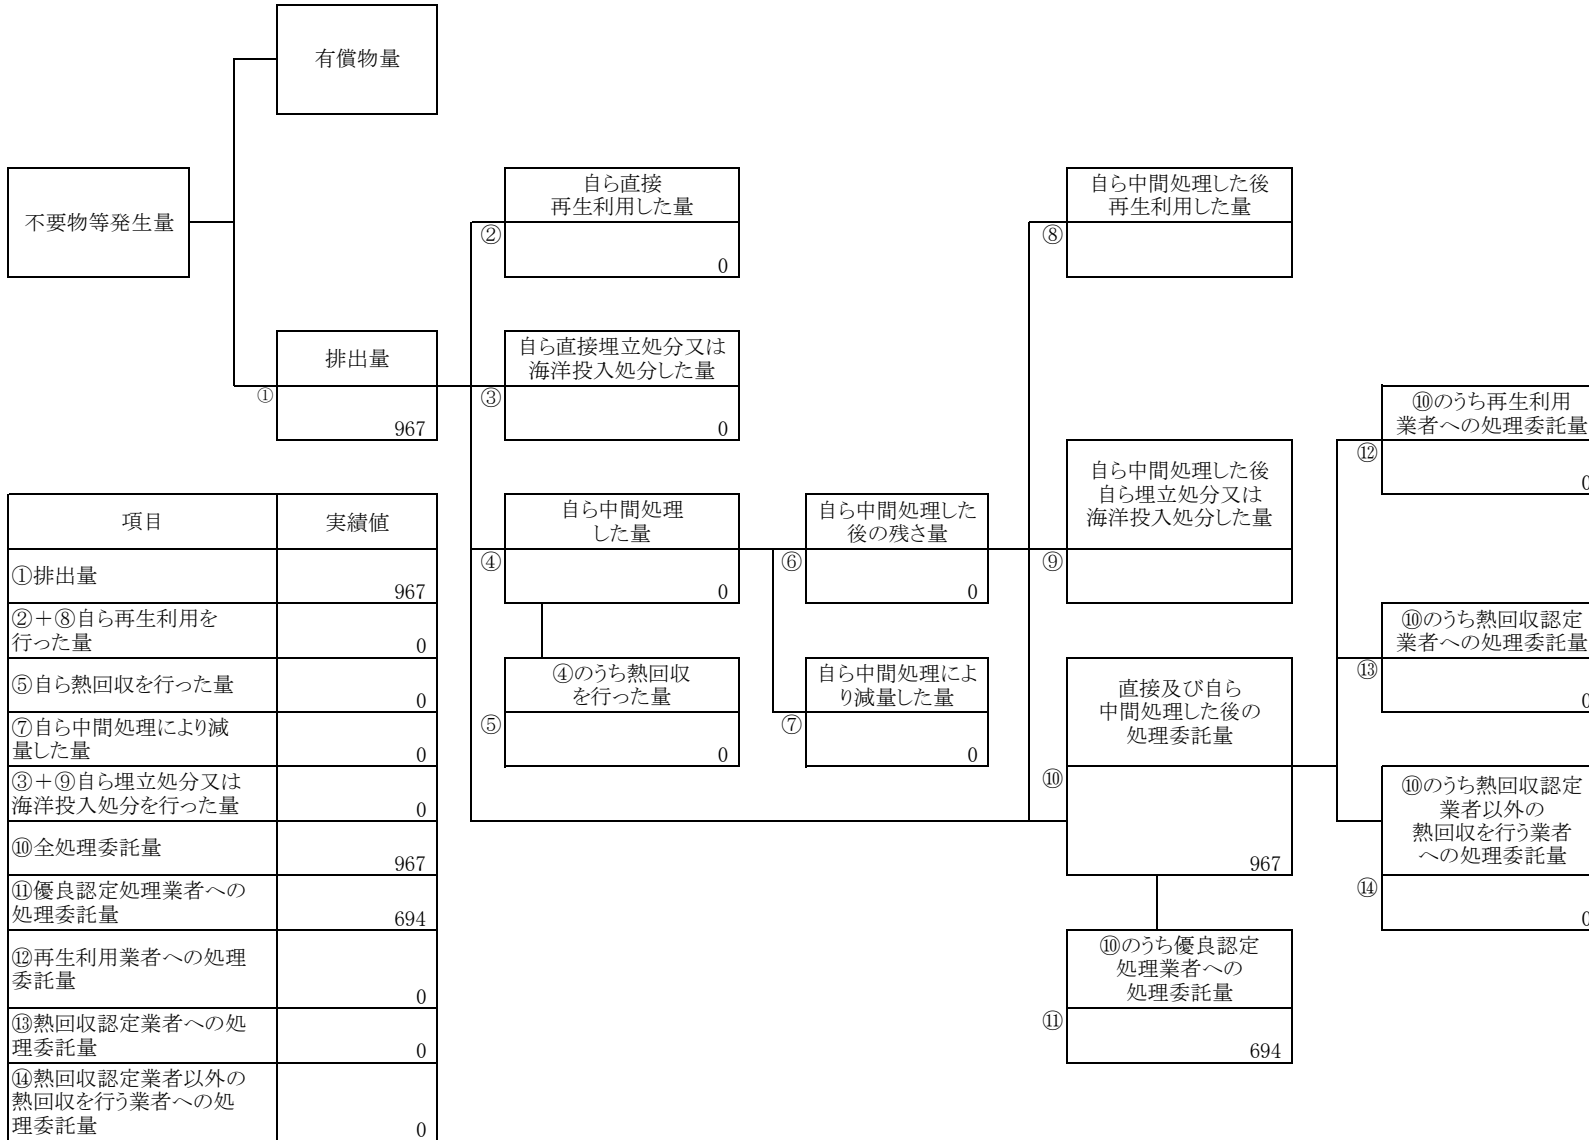 有償物量
不要物等発生量
自ら直接
再生利用した量
②
0
自ら中間処理した後
再生利用した量
⑧
排出量
①
967
自ら直接埋立処分又は
海洋投入処分した量
③
0
⑩のうち再生利用
業者への処理委託量
⑫
0
自ら中間処理した後
自ら埋立処分又は
海洋投入処分した量
⑨
自ら中間処理
した量
④
0
自ら中間処理した
後の残さ量
⑥
0
⑩のうち熱回収認定
業者への処理委託量
⑬
0
④のうち熱回収
を行った量
⑤
0
自ら中間処理によ
り減量した量
⑦
0
直接及び自ら
中間処理した後の
処理委託量
⑩
967
⑩のうち熱回収認定
業者以外の
熱回収を行う業者
への処理委託量
⑭
0
⑩のうち優良認定
処理業者への
処理委託量
⑪
694
項目 実績値
①排出量 967
②＋⑧自ら再生利用を
行った量 0
⑤自ら熱回収を行った量 0
⑦自ら中間処理により減
量した量 0
③＋⑨自ら埋立処分又は
海洋投入処分を行った量 0
⑩全処理委託量 967
⑪優良認定処理業者への
処理委託量 694
⑫再生利用業者への処理
委託量 0
⑬熱回収認定業者への処
理委託量 0
⑭熱回収認定業者以外の
熱回収を行う業者への処
理委託量 0